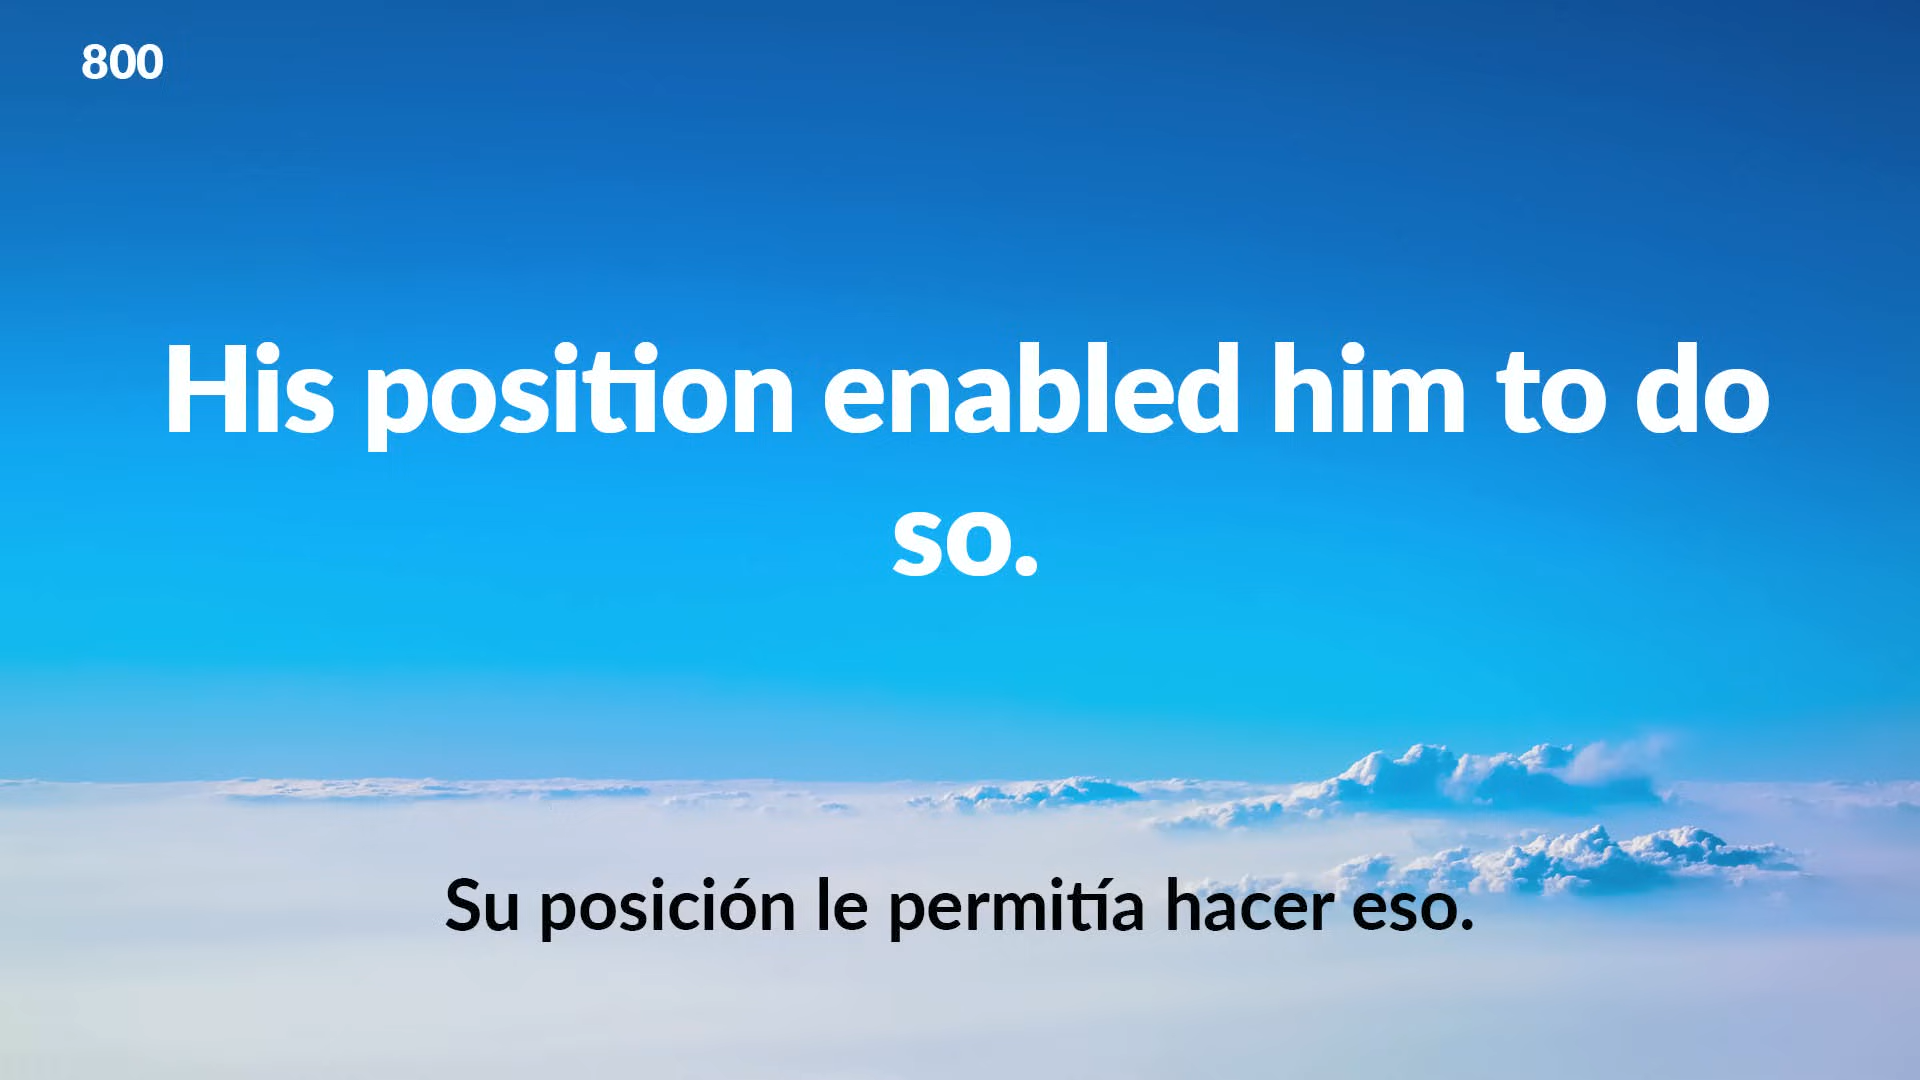 800
His position enabled him to do
so.
Su posición le permitía hacer eso.